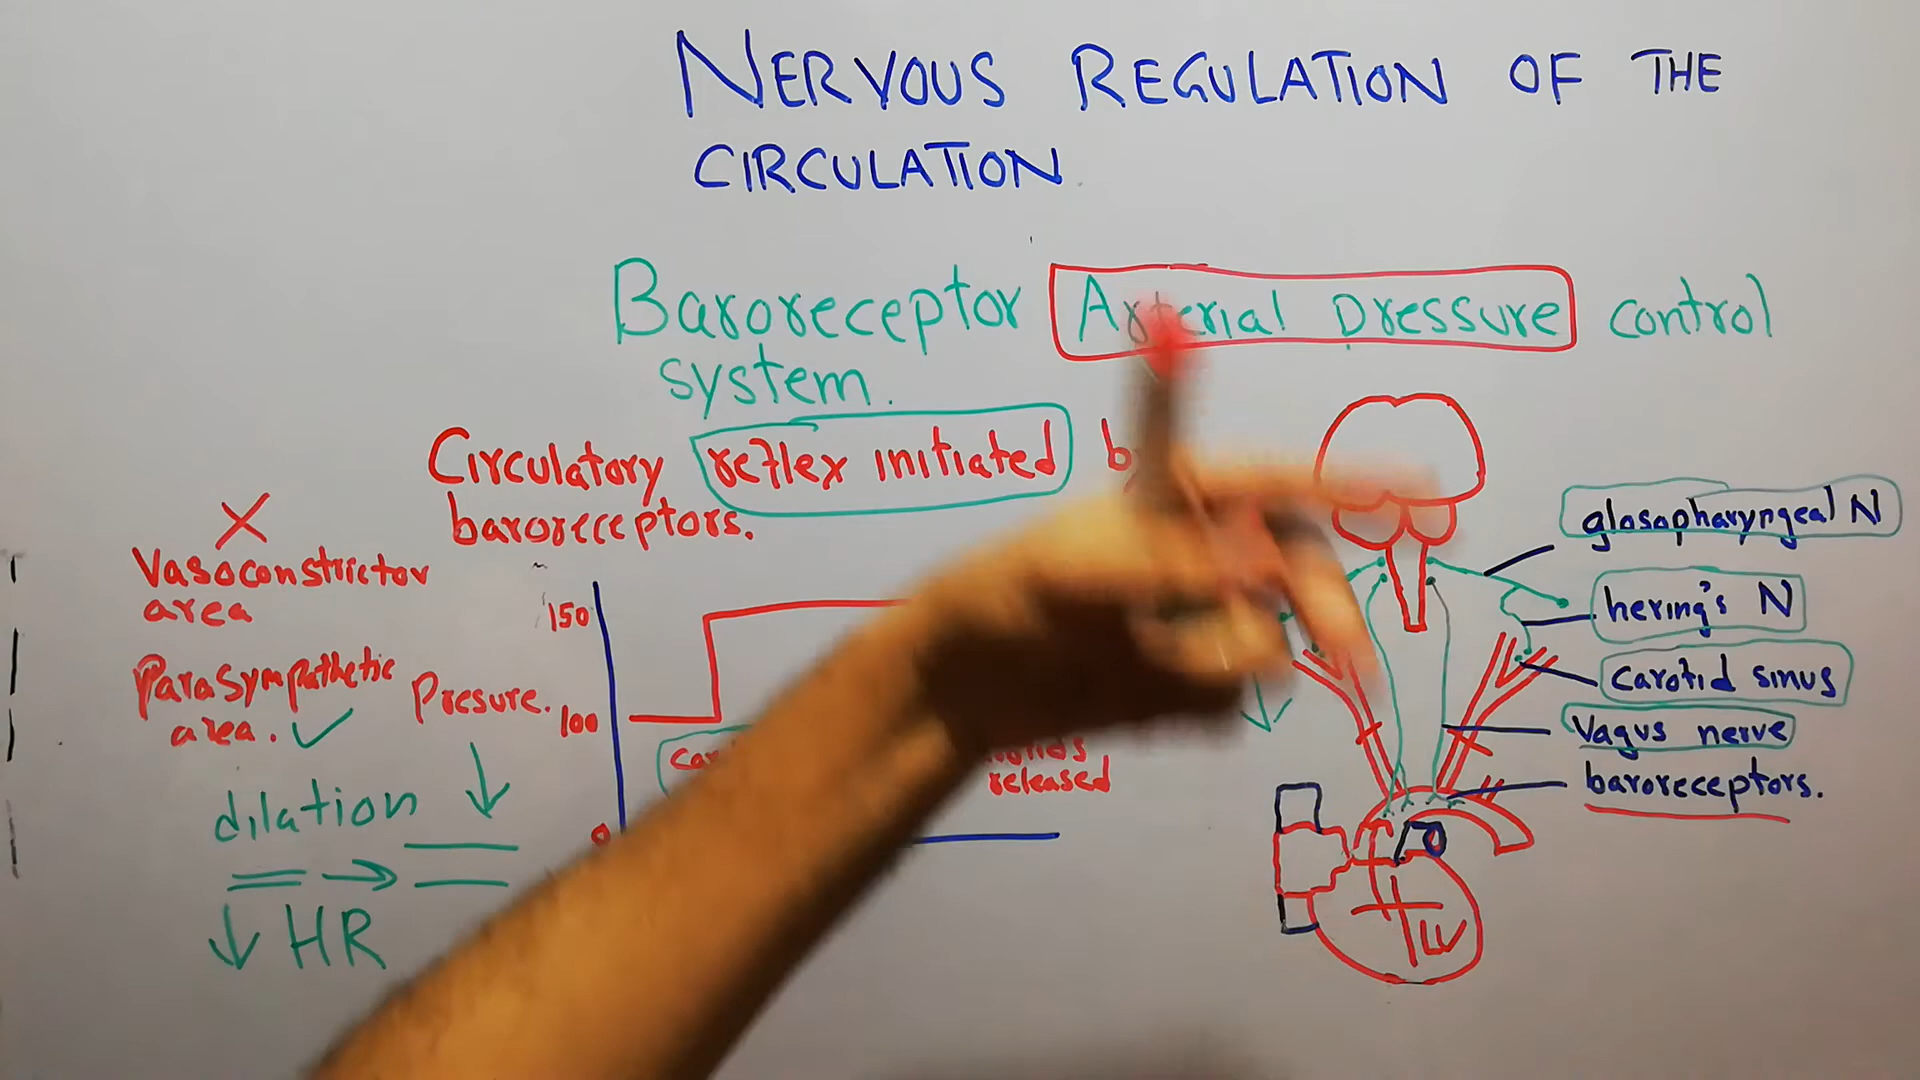 NERVOUS REGULATION OF THE
CIRCULATION
Baroreceptor Arterial Pressure control
system.
Circulatory reflex initiated
baroreceptors.
X
Vasoconstrictor
area
Parasympathetic
area. ✓
Presure.
↓
dilation
→
↓ HR
150
100
0
released
glosopharyngeal N
hering's N
carotid sinus
Vagus nerve
baroreceptors.
LV